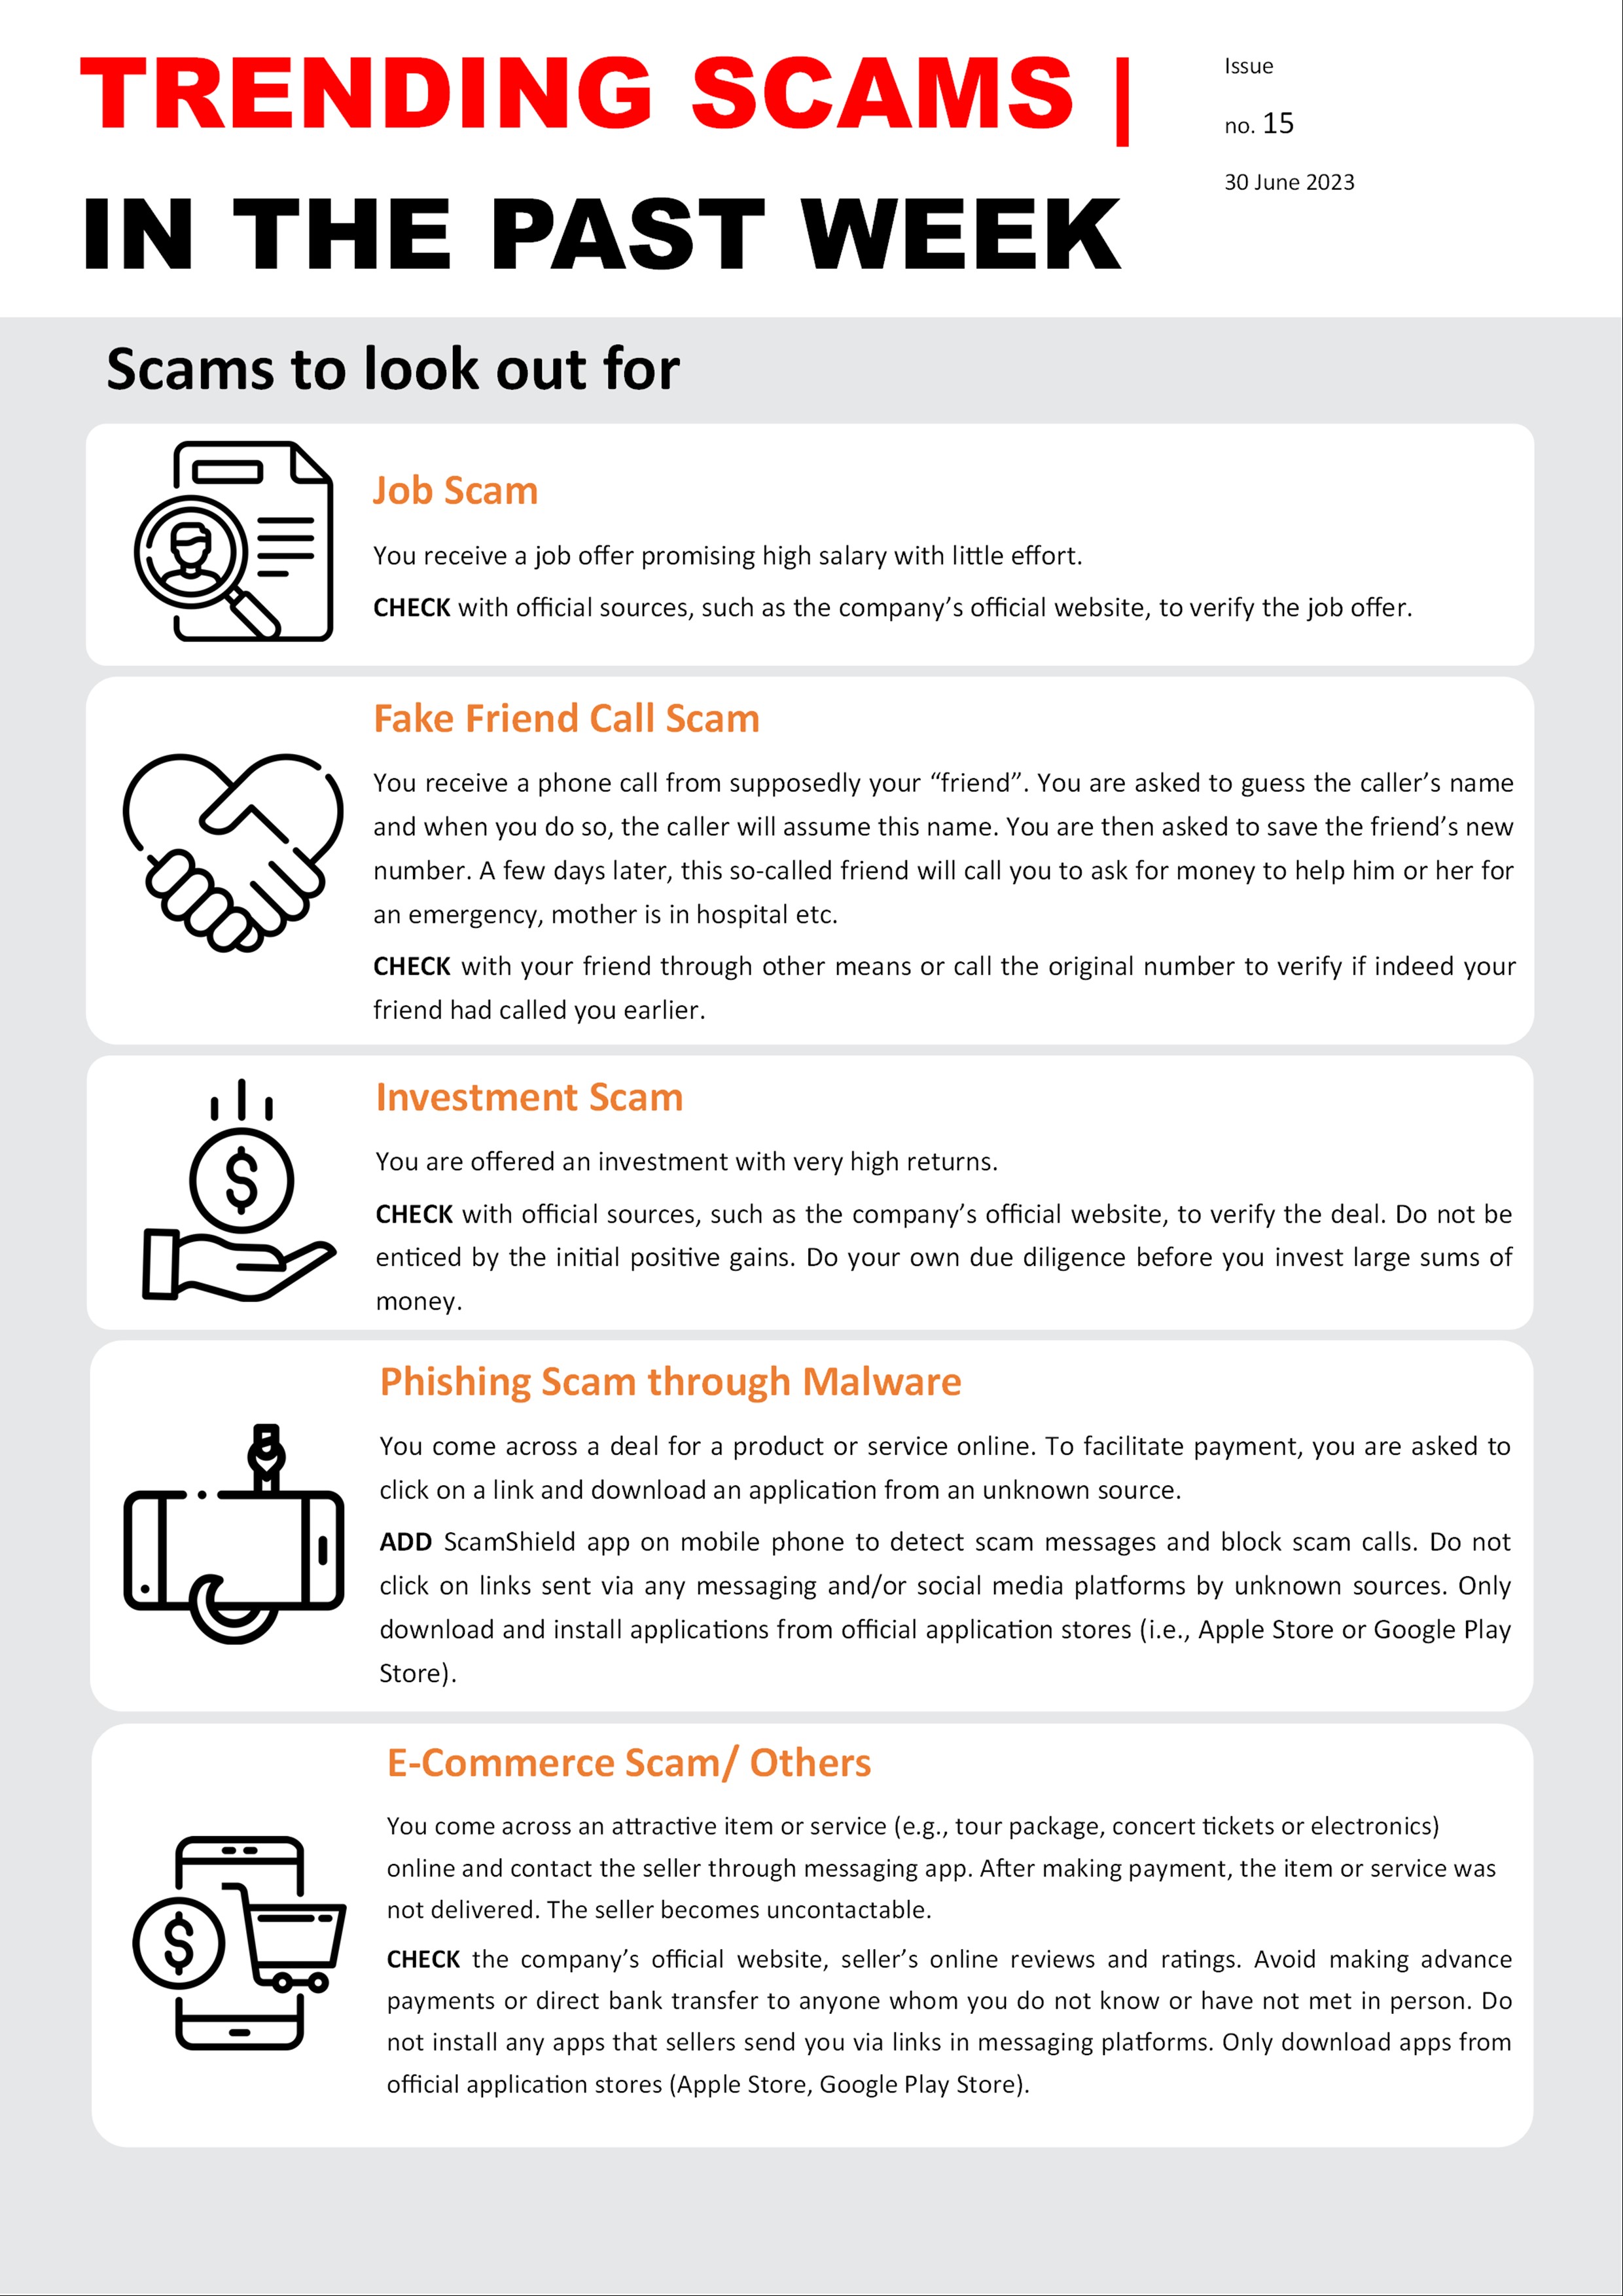 TRENDING SCAMS |
IN THE PAST WEEK
Issue
no. 15
30 June 2023
Scams to look out for
Job Scam
You receive a job offer promising high salary with little effort.
CHECK with official sources, such as the company’s official website, to verify the job offer.
Fake Friend Call Scam
You receive a phone call from supposedly your “friend”. You are asked to guess the caller’s name
and when you do so, the caller will assume this name. You are then asked to save the friend’s new
number. A few days later, this so-called friend will call you to ask for money to help him or her for
an emergency, mother is in hospital etc.
CHECK with your friend through other means or call the original number to verify if indeed your
friend had called you earlier.
Investment Scam
You are offered an investment with very high returns.
CHECK with official sources, such as the company’s official website, to verify the deal. Do not be
enticed by the initial positive gains. Do your own due diligence before you invest large sums of
money.
Phishing Scam through Malware
You come across a deal for a product or service online. To facilitate payment, you are asked to
click on a link and download an application from an unknown source.
ADD ScamShield app on mobile phone to detect scam messages and block scam calls. Do not
click on links sent via any messaging and/or social media platforms by unknown sources. Only
download and install applications from official application stores (i.e., Apple Store or Google Play
Store).
E-Commerce Scam/ Others
You come across an attractive item or service (e.g., tour package, concert tickets or electronics)
online and contact the seller through messaging app. After making payment, the item or service was
not delivered. The seller becomes uncontactable.
CHECK the company’s official website, seller’s online reviews and ratings. Avoid making advance
payments or direct bank transfer to anyone whom you do not know or have not met in person. Do
not install any apps that sellers send you via links in messaging platforms. Only download apps from
official application stores (Apple Store, Google Play Store).